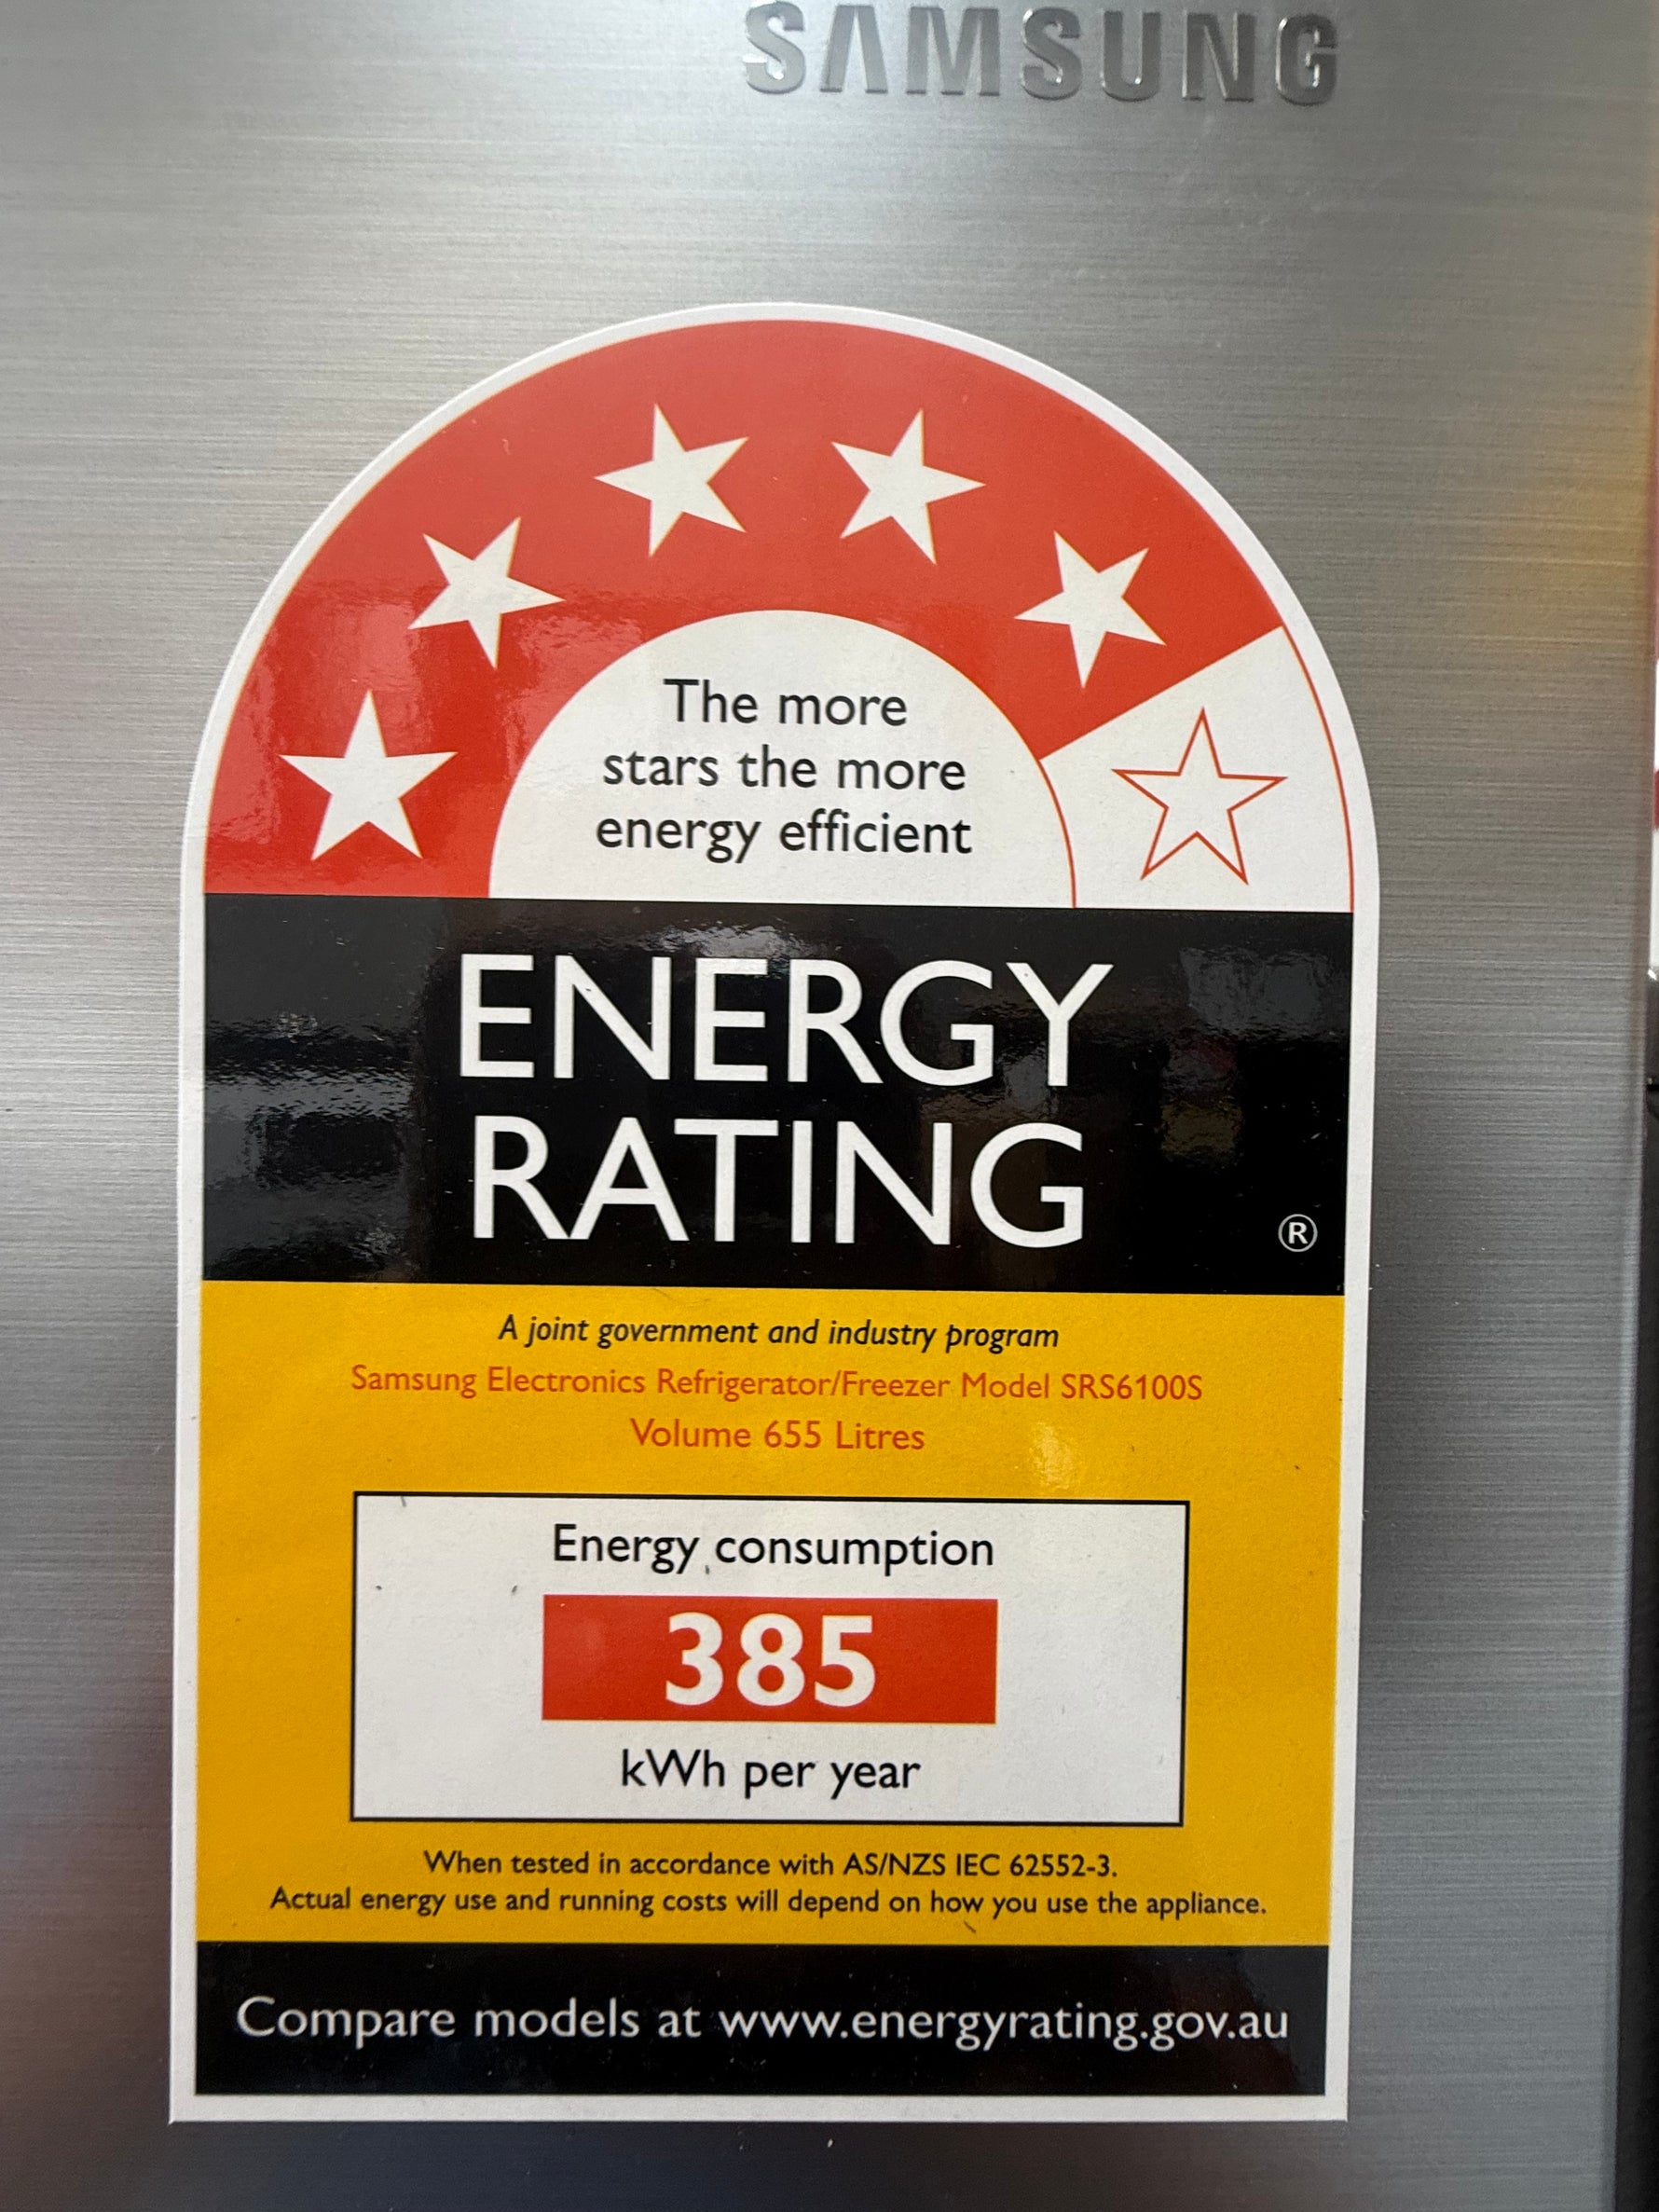 SAMSUNG
The more
stars the more
energy efficient
ENERGY
RATING
®
A joint government and industry program
Samsung Electronics Refrigerator/Freezer Model SRS6100S
Volume 655 Litres
Energy consumption
385
kWh per year
When tested in accordance with AS/NZS IEC 62552-3.
Actual energy use and running costs will depend on how you use the appliance.
Compare models at www.energyrating.gov.au